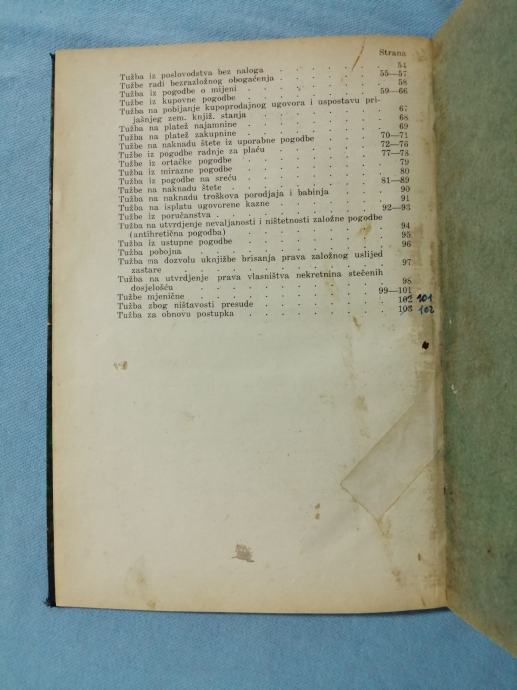 Strana
Tužba iz poslovodstva bez naloga . . . . . . 54
Tužbe radi bezrazložnog obogaćenja . . . . . 55—57
Tužba iz pogodbe o mijeni . . . . . . . 58
Tužbe iz kupovne pogodbe . . . . . . . 59—66
Tužba na pobijanje kupoprodajnog ugovora i uspostavu pri-
jašnjeg zem. knjiž. stanja . . . . . . 67
Tužba na platež najamnine . . . . . . . 68
Tužba na platež zakupnine . . . . . . . 69
Tužbe na naknadu štete iz uporabne pogodbe . . . . 70—71
Tužbe iz pogodbe radnje za plaću . . . . . . 72—76
Tužbe iz ortačke pogodbe . . . . . . . 77—78
Tužba iz mirazne pogodbe . . . . . . . 79
Tužba iz pogodbe na sreću . . . . . . . 80
Tužbe na naknadu štete . . . . . . . 81—89
Tužba na naknadu troškova porodjaja i babinja . . . . 90
Tužba na isplatu ugovorene kazne . . . . . . 91
Tužbe iz poručanstva . . . . . . . . 92—93
Tužba na utvrdjenje nevaljanosti i ništetnosti založne pogodbe
(antihretična pogodba) . . . . . . . 94
Tužba iz ustupne pogodbe . . . . . . . 95
Tužba pobojna . . . . . . . . . 96
Tužba na dozvolu uknjižbe brisanja prava založnog uslijed
zastare . . . . . . . . . 97
Tužba na utvrdjenje prava vlasništva nekretnina stečenih
dosjelošću . . . . . . . . . 98
Tužbe mjenične . . . . . . . . . 99—101
Tužba zbog ništavosti presude . . . . . . 102 101
Tužba za obnovu postupka . . . . . . . 103 102